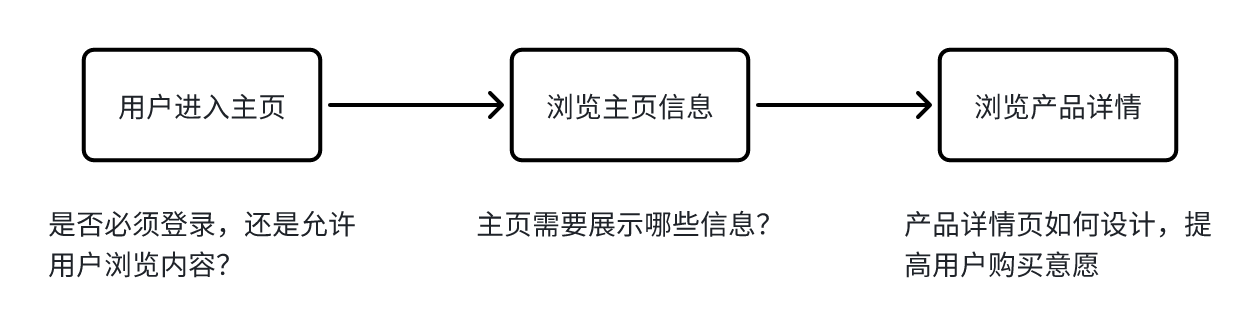 用户进入主页
浏览主页信息
浏览产品详情
是否必须登录，还是允许
用户浏览内容？
主页需要展示哪些信息？
产品详情页如何设计，提
高用户购买意愿